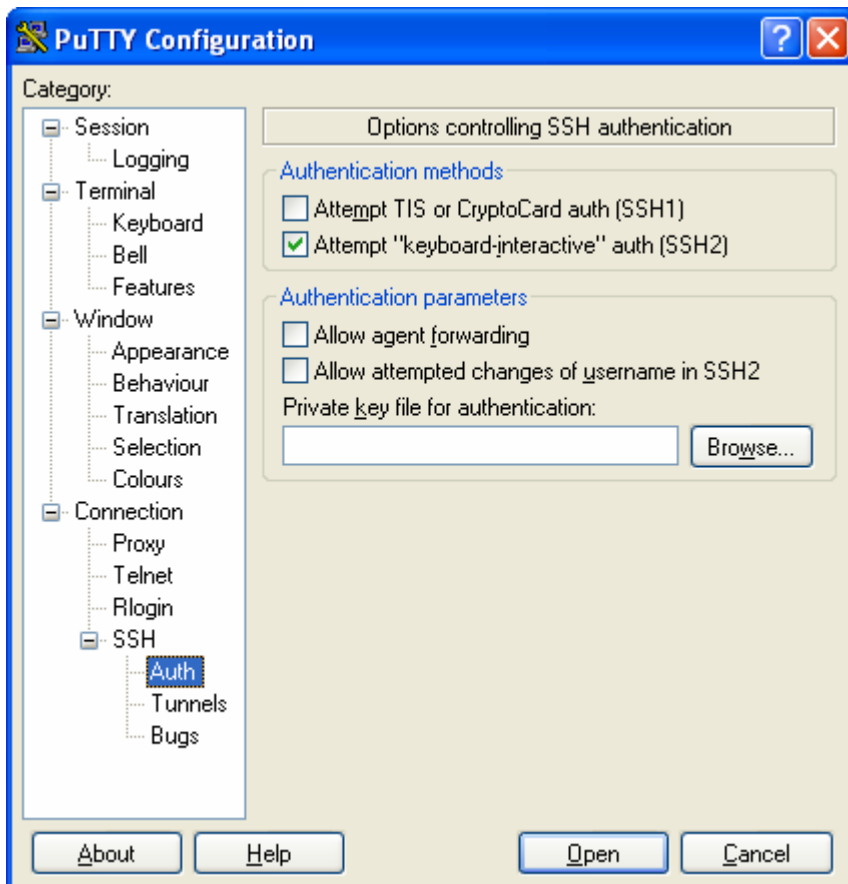 PuTTY Configuration
Category:
Session
Logging
Terminal
Keyboard
Bell
Features
Window
Appearance
Behaviour
Translation
Selection
Colours
Connection
Proxy
Telnet
Rlogin
SSH
Auth
Tunnels
Bugs
Options controlling SSH authentication
Authentication methods
Attempt TIS or CryptoCard auth (SSH1)
Attempt "keyboard-interactive" auth (SSH2)
Authentication parameters
Allow agent forwarding
Allow attempted changes of username in SSH2
Private key file for authentication:
Browse...
About
Help
Open
Cancel